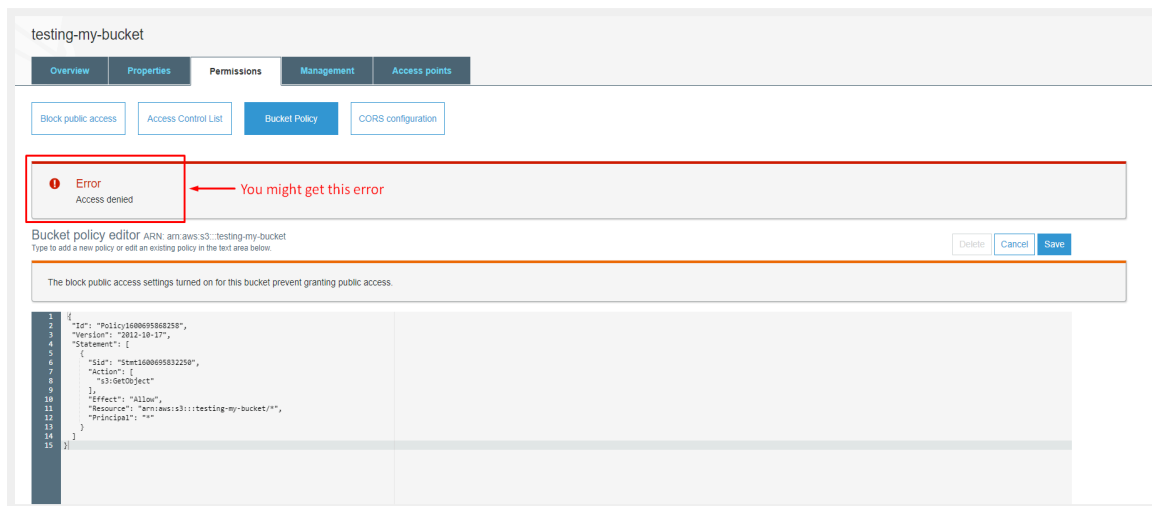 testing-my-bucket
Overview Properties Permissions Management Access points
Block public access Access Control List Bucket Policy CORS configuration
Error
Access denied
You might get this error
Bucket policy editor ARN: arn:aws:s3:::testing-my-bucket
Type to add a new policy or edit an existing policy in the text area below.
Delete Cancel Save
The block public access settings turned on for this bucket prevent granting public access.
1 {
2 "Id": "Policy1600695868258",
3 "Version": "2012-10-17",
4 "Statement": [
5 {
6 "Sid": "Stmt1600695832250",
7 "Action": [
8 "s3:GetObject"
9 ],
10 "Effect": "Allow",
11 "Resource": "arn:aws:s3:::testing-my-bucket/*",
12 "Principal": "*"
13 }
14 ]
15 }